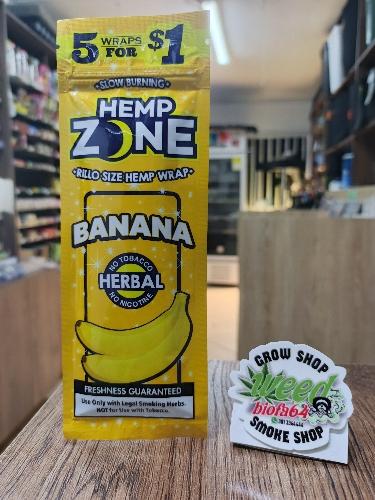 5 WRAPS FOR $1
• SLOW BURNING •
HEMP
ZONE
• RILLO SIZE HEMP WRAP •
BANANA
NO TOBACCO
HERBAL
NO NICOTINE
FRESHNESS GUARANTEED
Use Only with Legal Smoking Herbs.
NOT for Use with Tobacco.
GROW SHOP
Weed
SMOKE SHOP